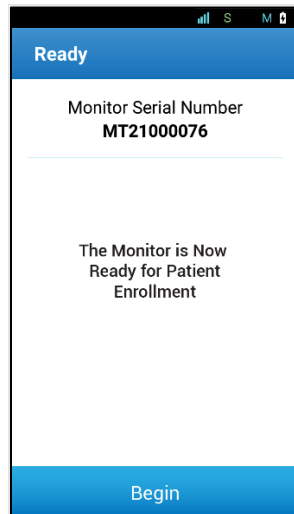 S M
Ready
Monitor Serial Number
MT21000076
The Monitor is Now
Ready for Patient
Enrollment
Begin